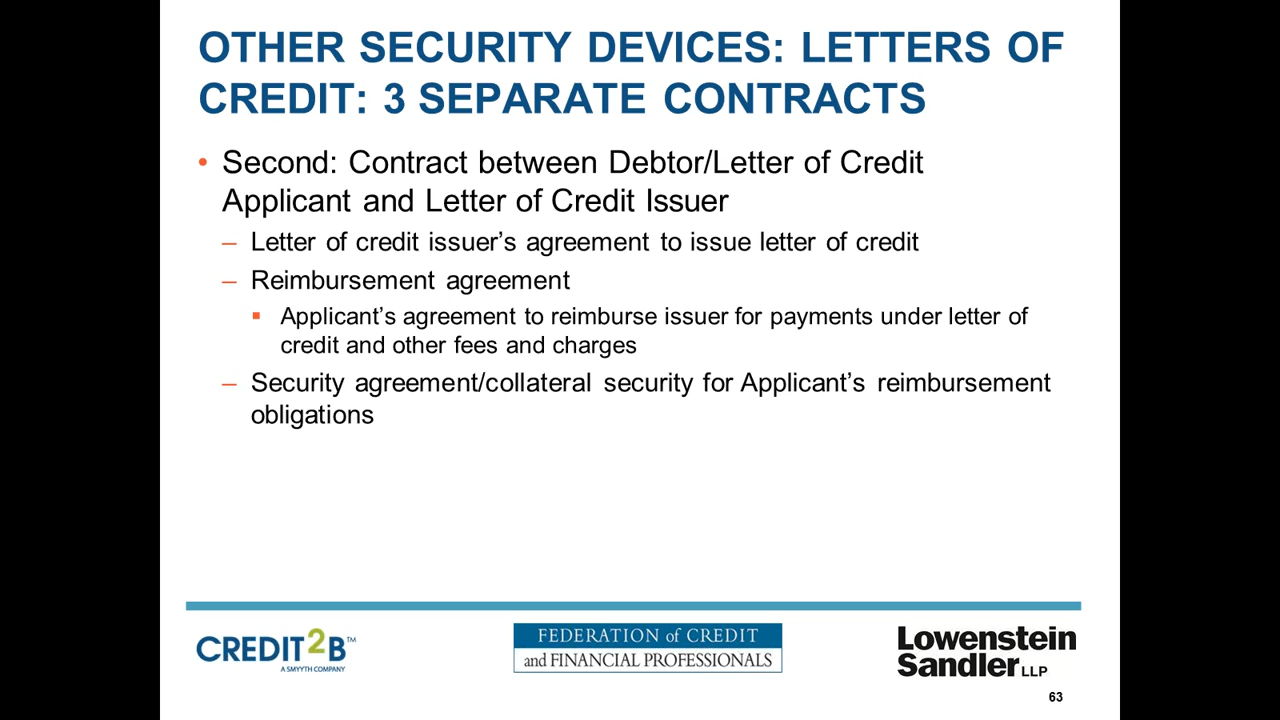 OTHER SECURITY DEVICES: LETTERS OF
CREDIT: 3 SEPARATE CONTRACTS
• Second: Contract between Debtor/Letter of Credit
Applicant and Letter of Credit Issuer
– Letter of credit issuer’s agreement to issue letter of credit
– Reimbursement agreement
▪ Applicant’s agreement to reimburse issuer for payments under letter of
credit and other fees and charges
– Security agreement/collateral security for Applicant’s reimbursement
obligations
CREDIT2B™
A SMYYTH COMPANY
FEDERATION of CREDIT
and FINANCIAL PROFESSIONALS
Lowenstein
Sandler LLP
63